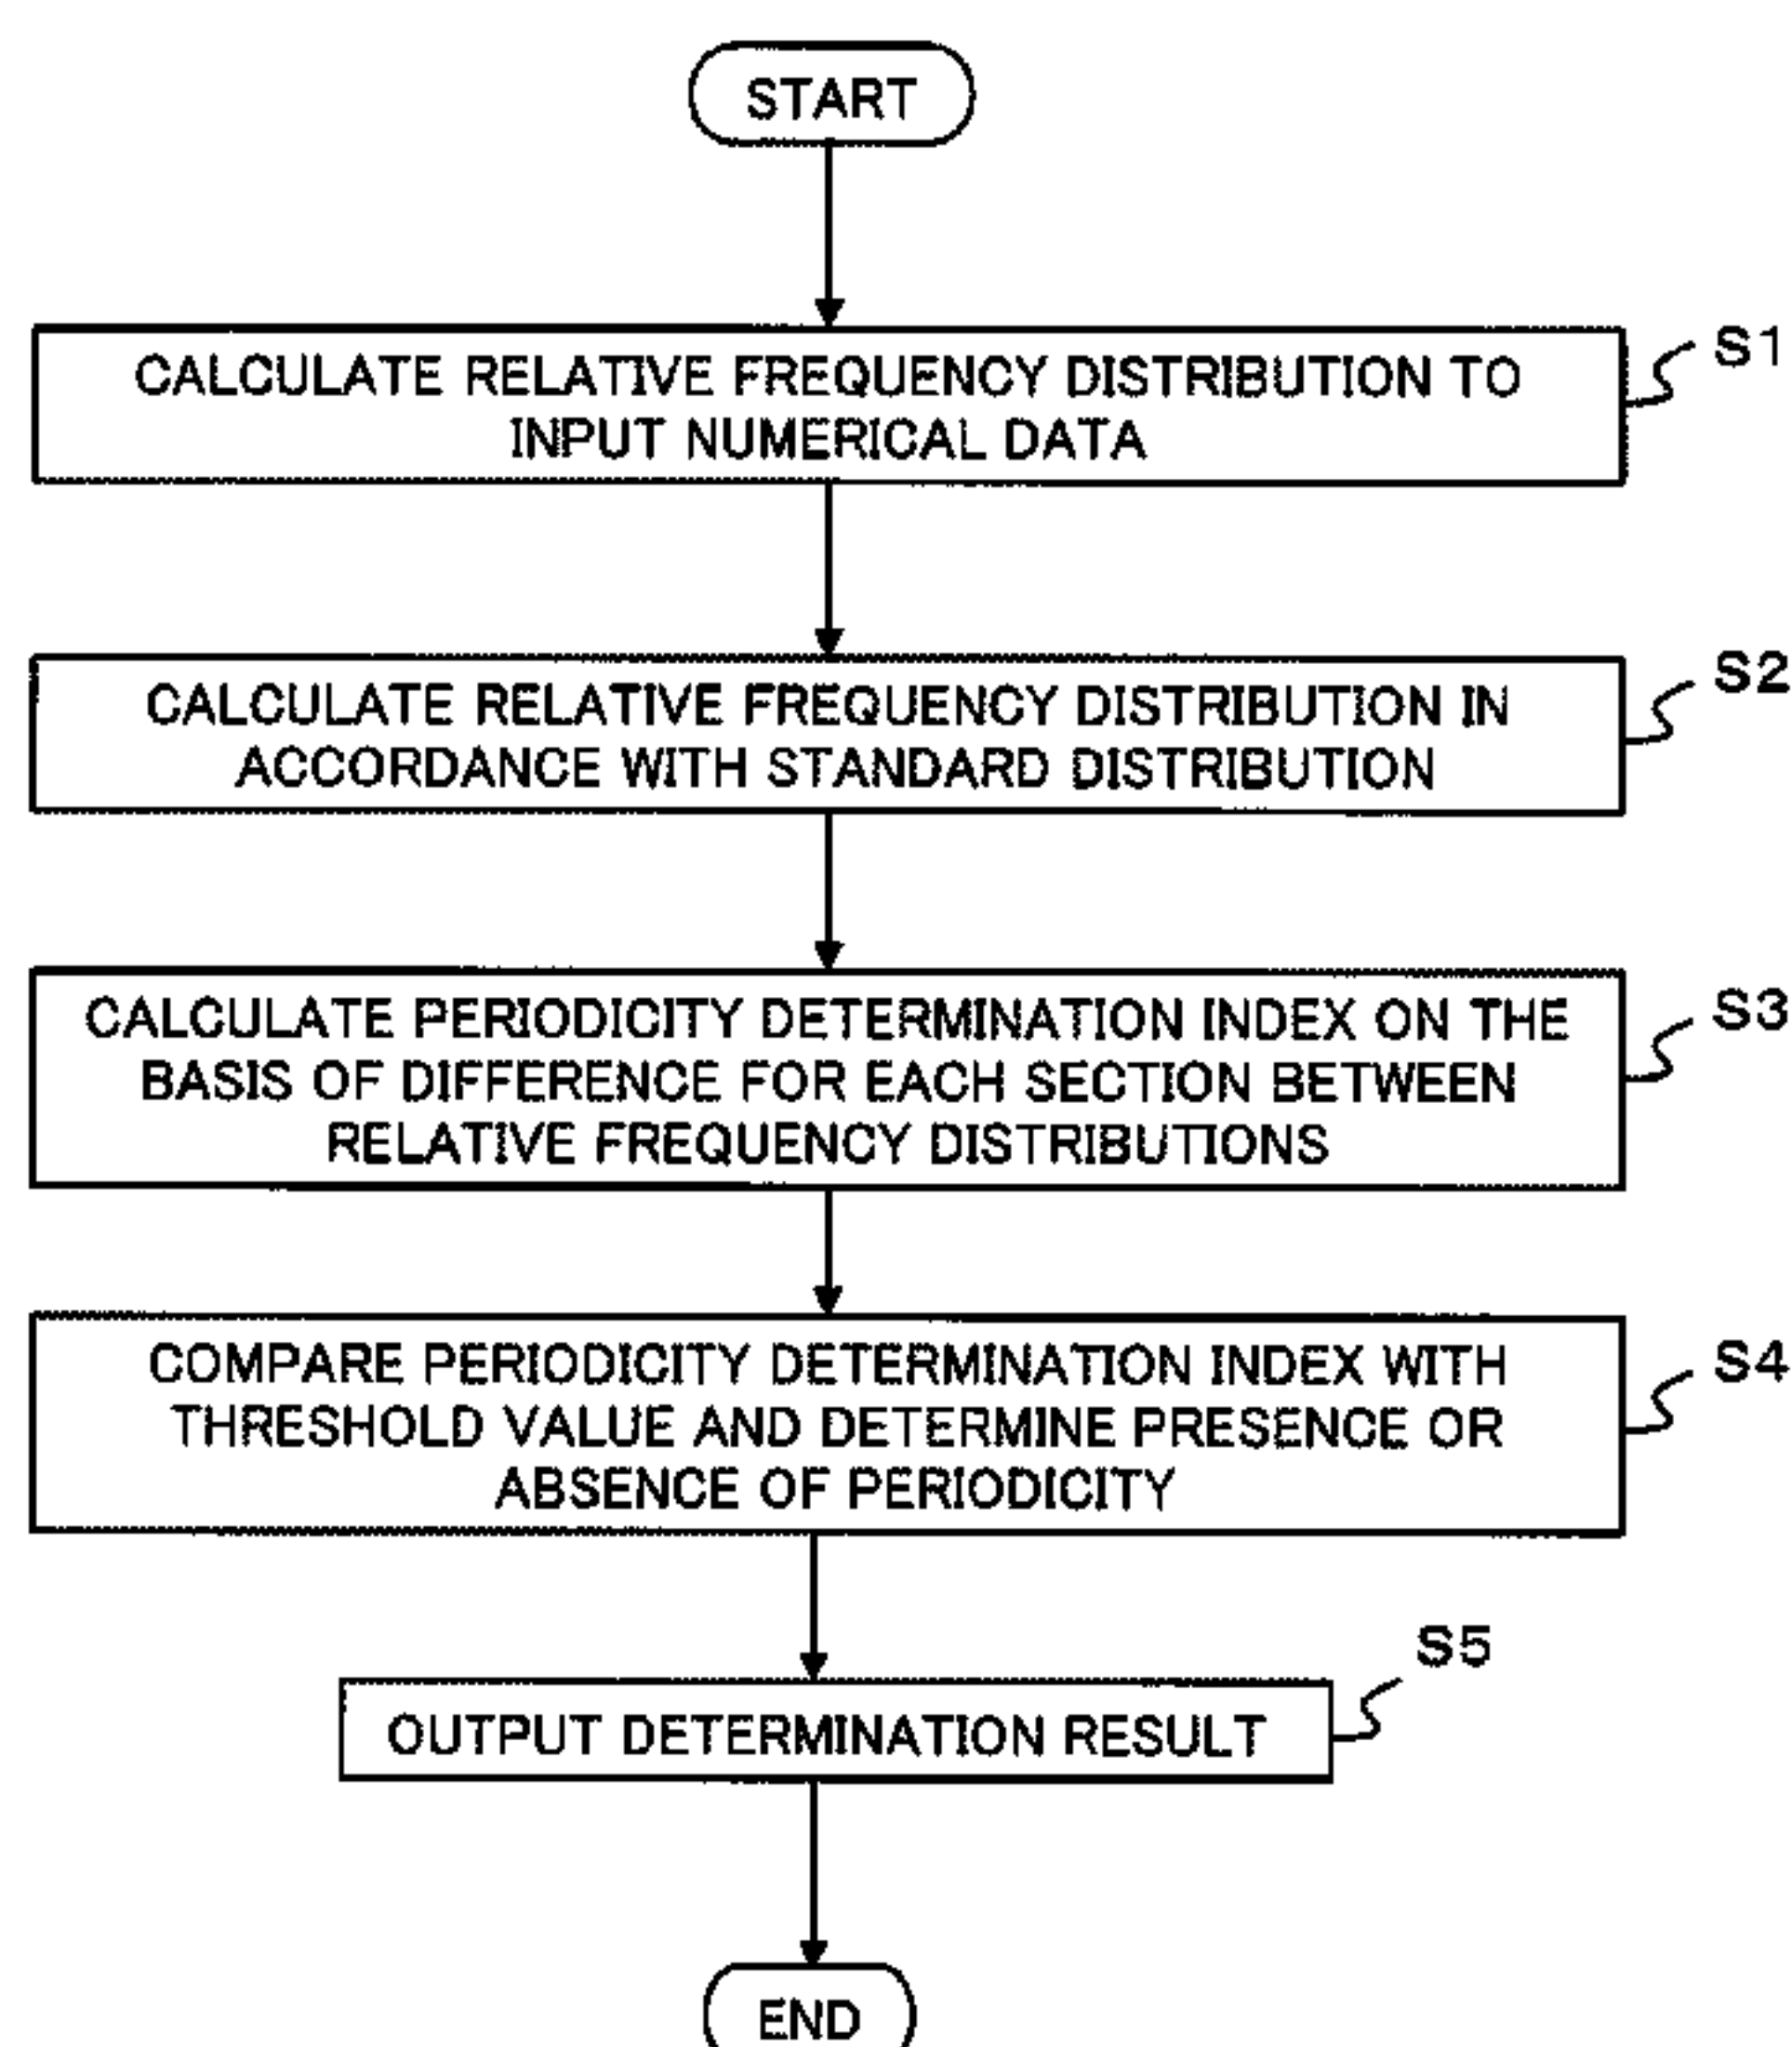 START
CALCULATE RELATIVE FREQUENCY DISTRIBUTION TO
INPUT NUMERICAL DATA
S1
CALCULATE RELATIVE FREQUENCY DISTRIBUTION IN
ACCORDANCE WITH STANDARD DISTRIBUTION
S2
CALCULATE PERIODICITY DETERMINATION INDEX ON THE
BASIS OF DIFFERENCE FOR EACH SECTION BETWEEN
RELATIVE FREQUENCY DISTRIBUTIONS
S3
COMPARE PERIODICITY DETERMINATION INDEX WITH
THRESHOLD VALUE AND DETERMINE PRESENCE OR
ABSENCE OF PERIODICITY
S4
OUTPUT DETERMINATION RESULT
S5
END